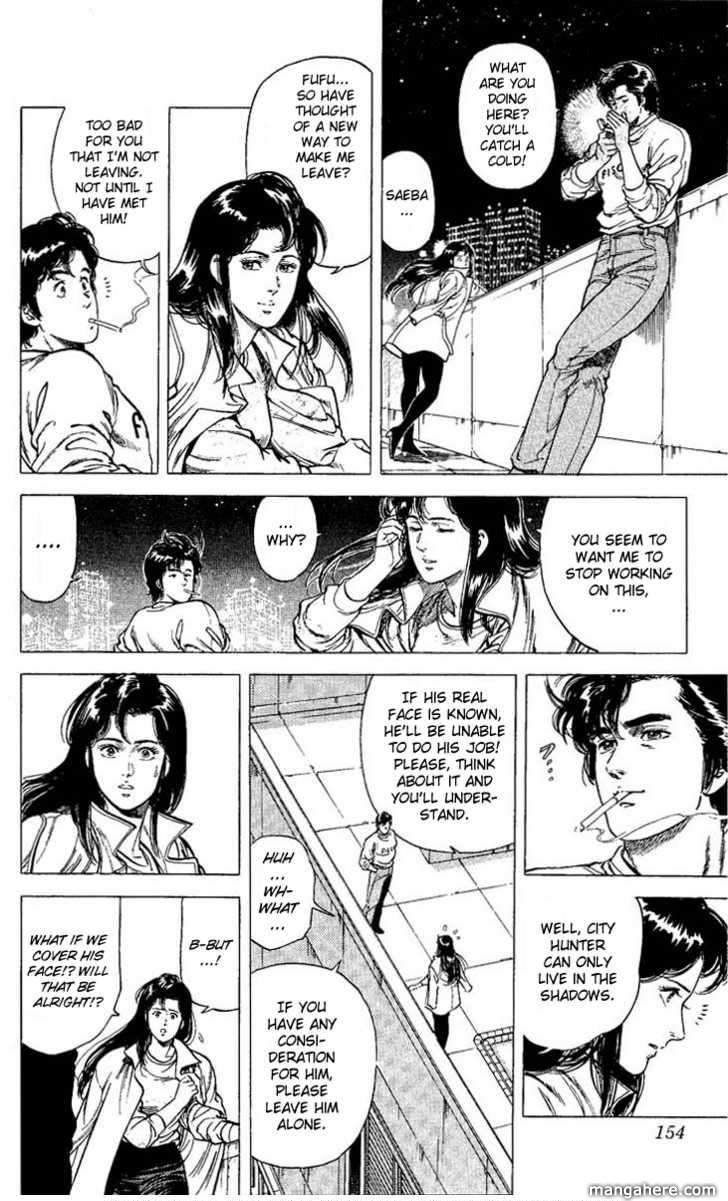 WHAT
ARE YOU
DOING
HERE?
YOU'LL
CATCH A
COLD!
SAEBA
...
FUFU...
SO HAVE
THOUGHT
OF A NEW
WAY TO
MAKE ME
LEAVE?
TOO BAD
FOR YOU
THAT I'M NOT
LEAVING.
NOT UNTIL I
HAVE MET
HIM!
YOU SEEM TO
WANT ME TO
STOP WORKING
ON THIS,
...
...
WHY?
....
WELL, CITY
HUNTER
CAN ONLY
LIVE IN THE
SHADOWS.
IF HIS REAL
FACE IS KNOWN,
HE'LL BE UNABLE
TO DO HIS JOB!
PLEASE, THINK
ABOUT IT AND
YOU'LL UNDER-
STAND.
HUH
...
WH-
WHAT
...
IF YOU
HAVE ANY
CONSI-
DERATION
FOR HIM,
PLEASE
LEAVE HIM
ALONE.
B-BUT
...!
WHAT IF WE
COVER HIS
FACE!? WILL
THAT BE
ALRIGHT!?
154
mangahere.com